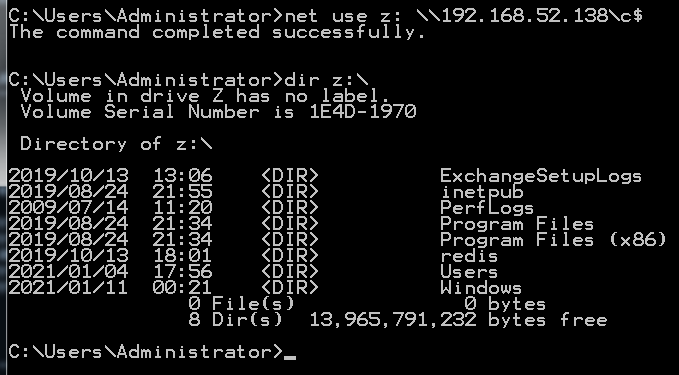 C:\Users\Administrator>net use z: \\192.168.52.138\c$
The command completed successfully.
C:\Users\Administrator>dir z:\
Volume in drive Z has no label.
Volume Serial Number is 1E4D-1970
Directory of z:\
2019/10/13  13:06    <DIR>          ExchangeSetupLogs
2019/08/24  21:55    <DIR>          inetpub
2009/07/14  11:20    <DIR>          PerfLogs
2019/08/24  21:34    <DIR>          Program Files
2019/08/24  21:34    <DIR>          Program Files (x86)
2019/10/13  18:01    <DIR>          redis
2021/01/04  17:56    <DIR>          Users
2021/01/11  00:21    <DIR>          Windows
0 File(s)              0 bytes
8 Dir(s)  13,965,791,232 bytes free
C:\Users\Administrator>_